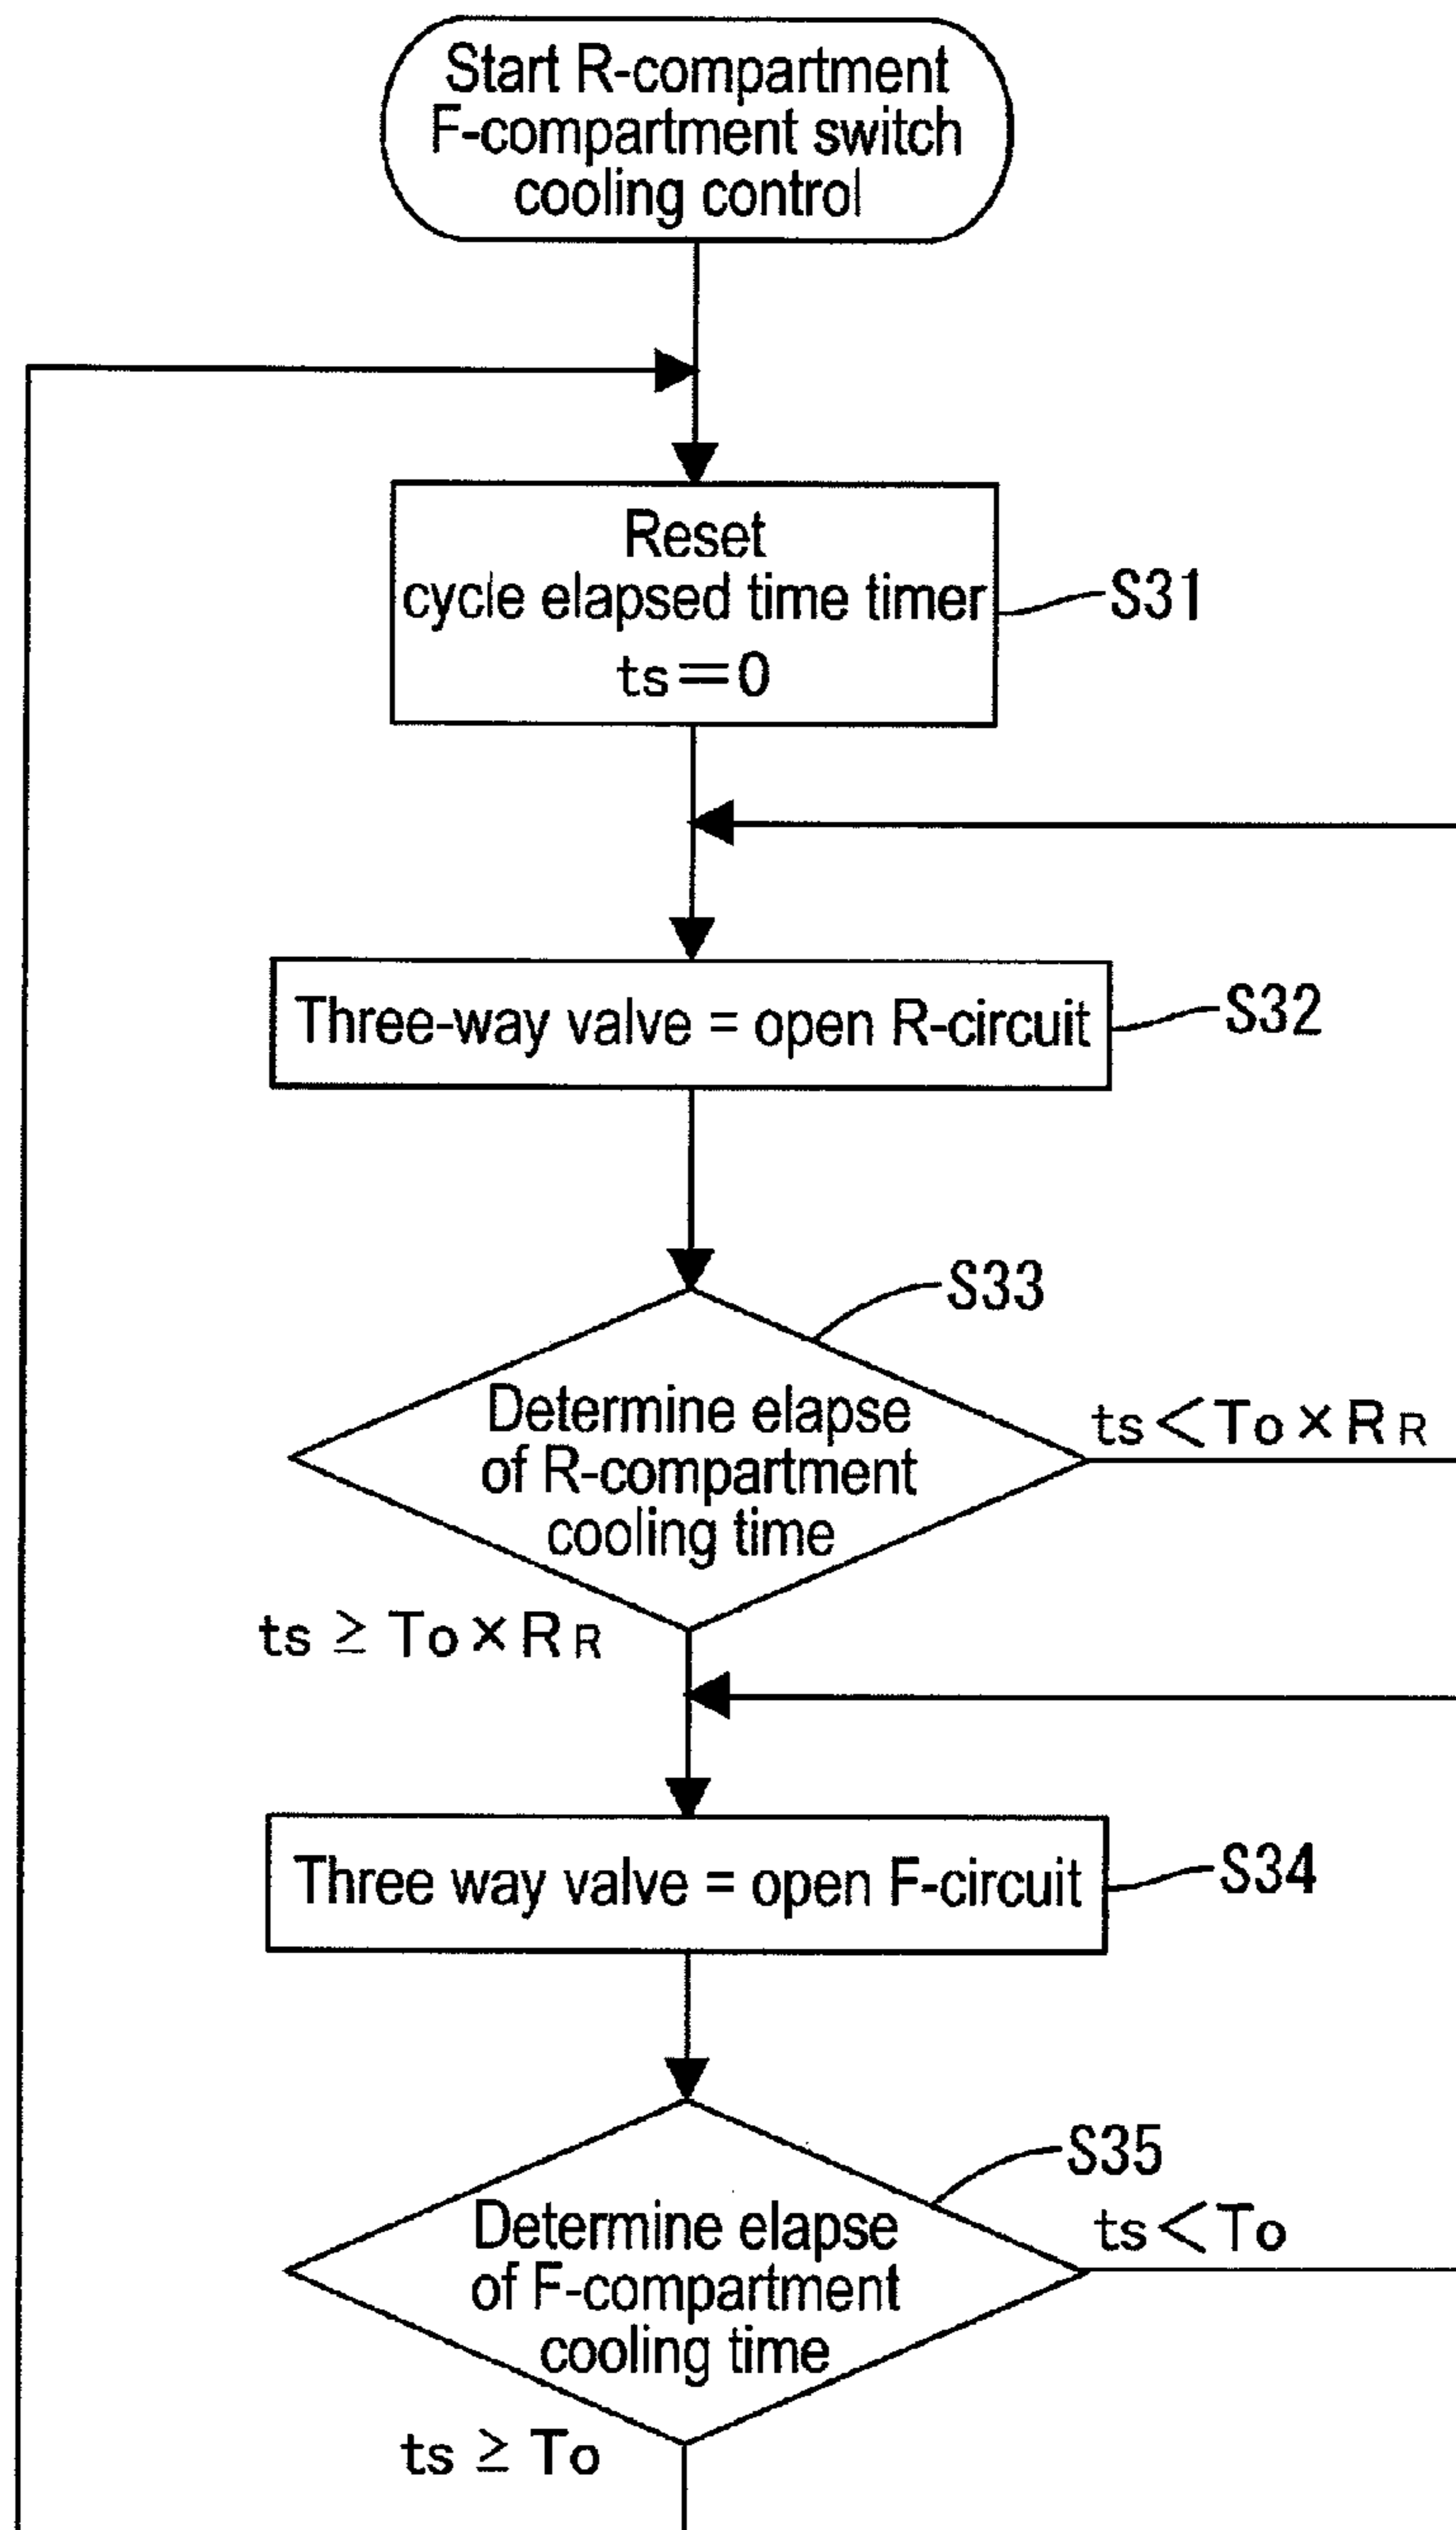 Start R-compartment
F-compartment switch
cooling control
Reset
cycle elapsed time timer
ts=0
S31
Three-way valve = open R-circuit
S32
S33
Determine elapse
of R-compartment
cooling time
ts<To×RR
ts ≥ To×RR
Three way valve = open F-circuit
S34
S35
Determine elapse
of F-compartment
cooling time
ts<To
ts ≥ To